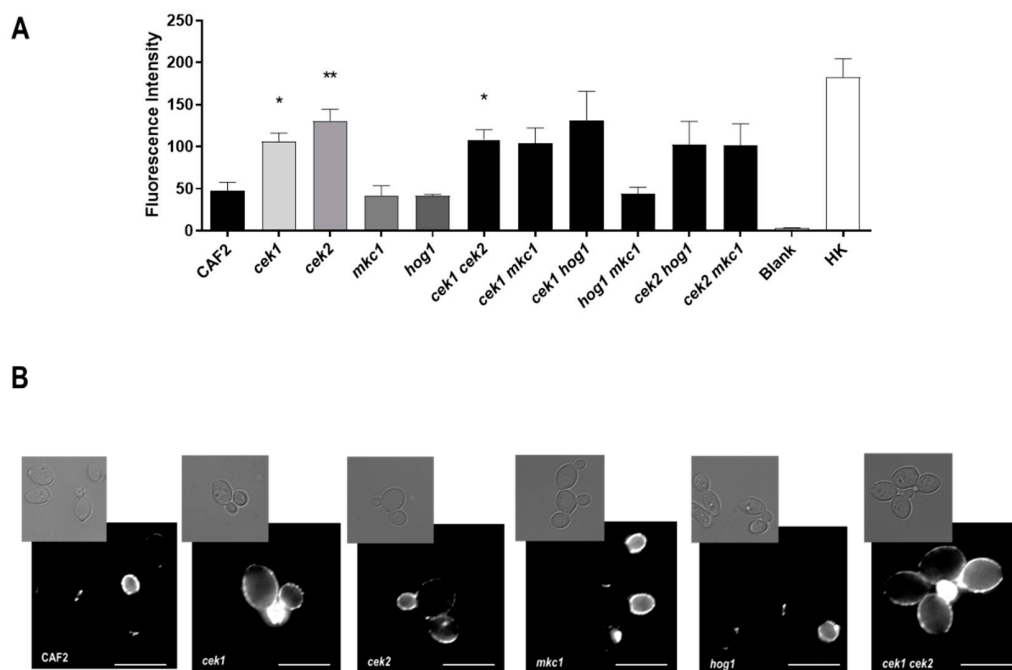 A
Fluorescence Intensity
250
200
150
100
50
0
*
**
*
CAF2
cek1
cek2
mkc1
hog1
cek1 cek2
cek1 mkc1
cek1 hog1
hog1 mkc1
cek2 hog1
cek2 mkc1
Blank
HK
B
CAF2
cek1
cek2
mkc1
hog1
cek1 cek2